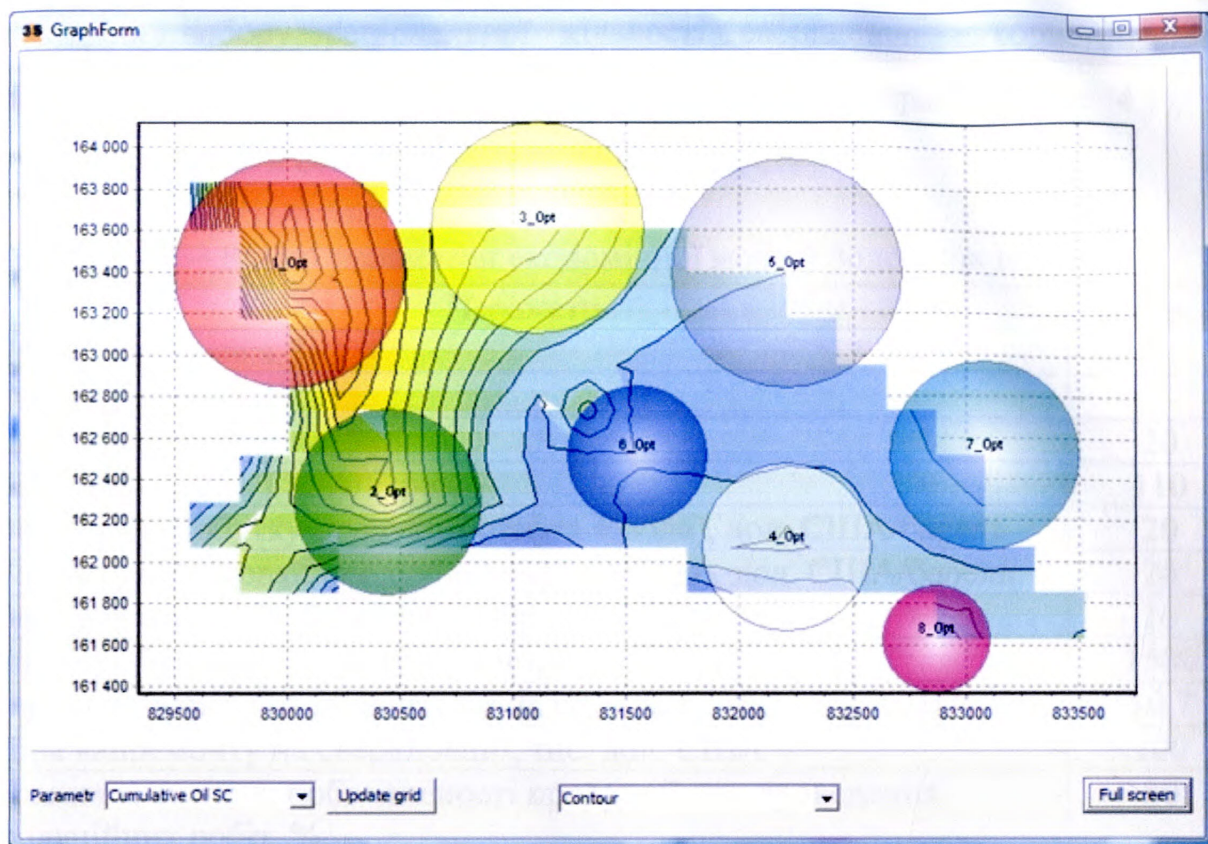 35 GraphForm
164 000
163 800
3_Opt
163 600
1_Opt
5_Opt
163 400
163 200
163 000
162 800
162 600
6_Opt
7_Opt
162 400
2_Opt
162 200
4_Opt
162 000
161 800
8_Opt
161 600
161 400
829500 830000 830500 831000 831500 832000 832500 833000 833500
Parametr Cumulative Oil SC Update grid Contour Full screen